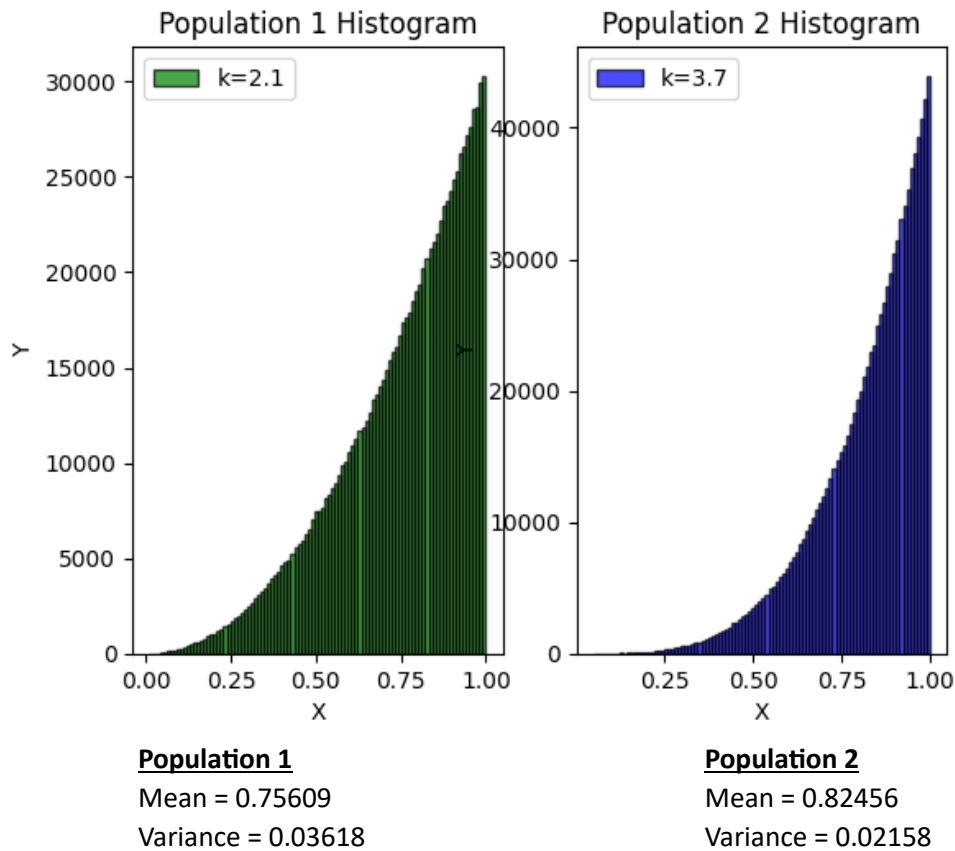 Population 1 Histogram
k=2.1
30000
25000
20000
15000
10000
5000
0
Y
0.00 0.25 0.50 0.75 1.00
X
Population 2 Histogram
k=3.7
40000
30000
20000
10000
0
Y
0.25 0.50 0.75 1.00
X
Population 1
Mean = 0.75609
Variance = 0.03618
Population 2
Mean = 0.82456
Variance = 0.02158